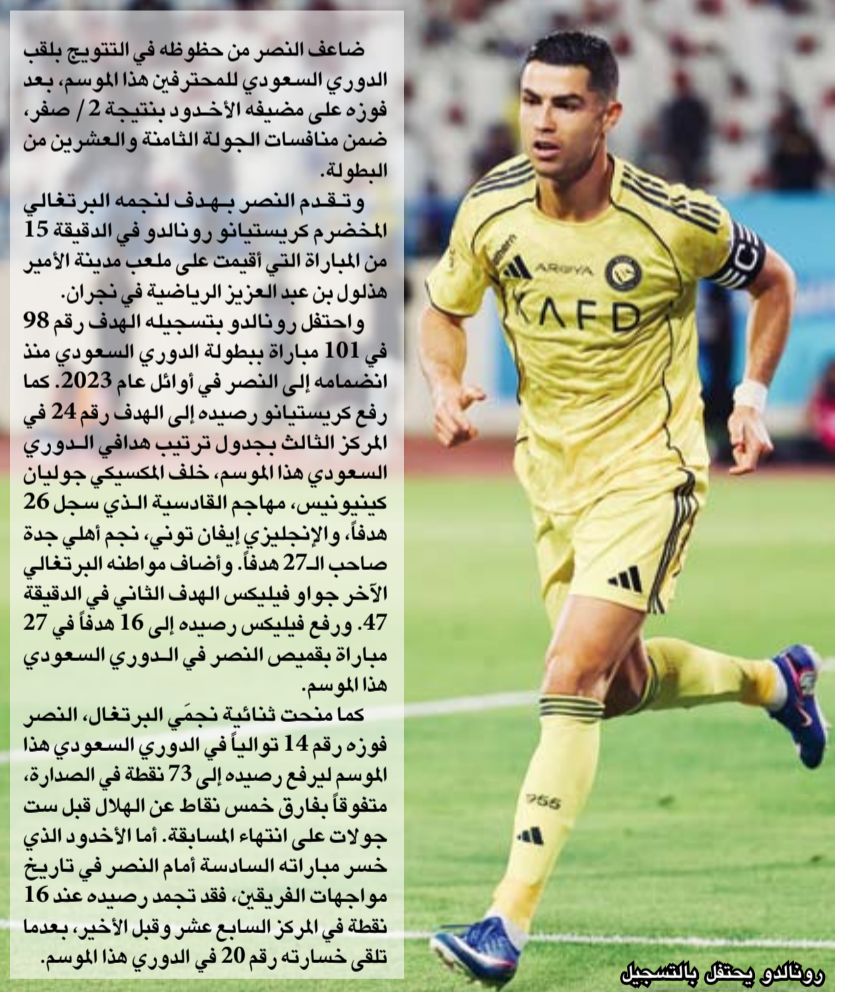 ضاعف النصر من حظوظه في التتويج بلقب
الدوري السعودي للمحترفين هذا الموسم، بعد
فوزه على مضيفه الأخدود بنتيجة 2/ صفر،
ضمن منافسات الجولة الثامنة والعشرين من
البطولة.
وتقدم النصر بهدف لنجمه البرتغالي
المخضرم كريستيانو رونالدو في الدقيقة 15
من المباراة التي أقيمت على ملعب مدينة الأمير
هذلول بن عبد العزيز الرياضية في نجران.
واحتفل رونالدو بتسجيله الهدف رقم 98
في 101 مباراة ببطولة الدوري السعودي منذ
انضمامه إلى النصر في أوائل عام 2023. كما
رفع كريستيانو رصيده إلى الهدف رقم 24 في
المركز الثالث بجدول ترتيب هدافي الدوري
السعودي هذا الموسم، خلف المكسيكي جوليان
كينيونيس، مهاجم القادسية الذي سجل 26
هدفاً، والإنجليزي إيفان توني، نجم أهلي جدة
صاحب الـ27 هدفاً. وأضاف مواطنه البرتغالي
الآخر جواو فيليكس الهدف الثاني في الدقيقة
47. ورفع فيليكس رصيده إلى 16 هدفاً في 27
مباراة بقميص النصر في الدوري السعودي
هذا الموسم.
كما منحت ثنائية نجمَي البرتغال، النصر
فوزه رقم 14 توالياً في الدوري السعودي هذا
الموسم ليرفع رصيده إلى 73 نقطة في الصدارة،
متفوقاً بفارق خمس نقاط عن الهلال قبل ست
جولات على انتهاء المسابقة. أما الأخدود الذي
خسر مباراته السادسة أمام النصر في تاريخ
مواجهات الفريقين، فقد تجمد رصيده عند 16
نقطة في المركز السابع عشر وقبل الأخير، بعدما
تلقى خسارته رقم 20 في الدوري هذا الموسم.
AROYA
KAFD
رونالدو يحتفل بالتسجيل